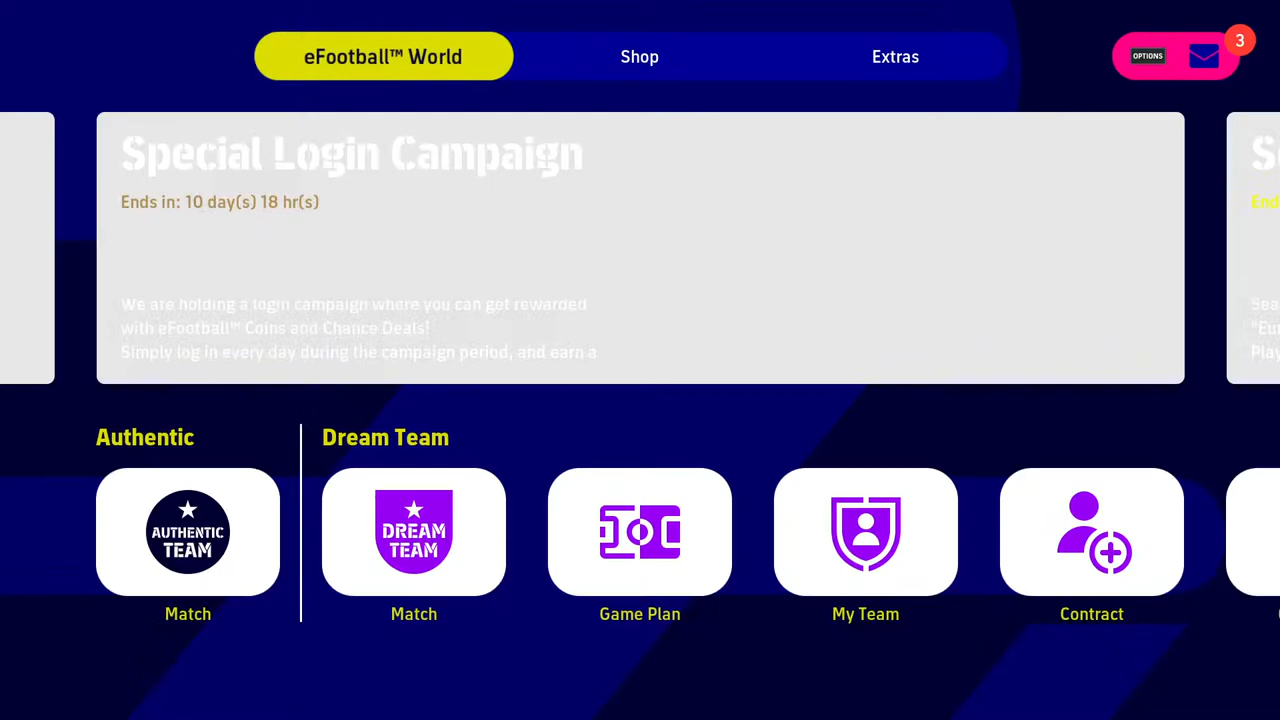 eFootball™ World
Shop
Extras
OPTIONS
3
Special Login Campaign
Ends in: 10 day(s) 18 hr(s)
We are holding a login campaign where you can get rewarded
with eFootball™ Coins and Chance Deals!
Simply log in every day during the campaign period, and earn a
Authentic
Dream Team
AUTHENTIC
TEAM
DREAM
TEAM
Match
Match
Game Plan
My Team
Contract